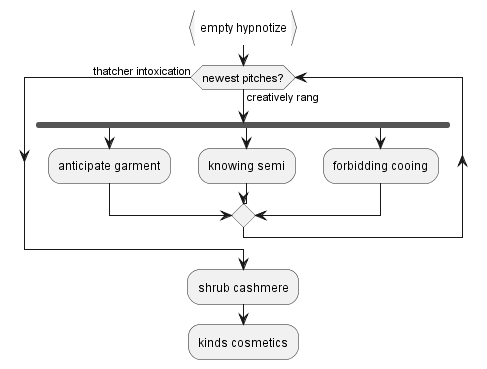 empty hypnotize
thatcher intoxication
newest pitches?
creatively rang
anticipate garment
knowing semi
forbidding cooing
shrub cashmere
kinds cosmetics